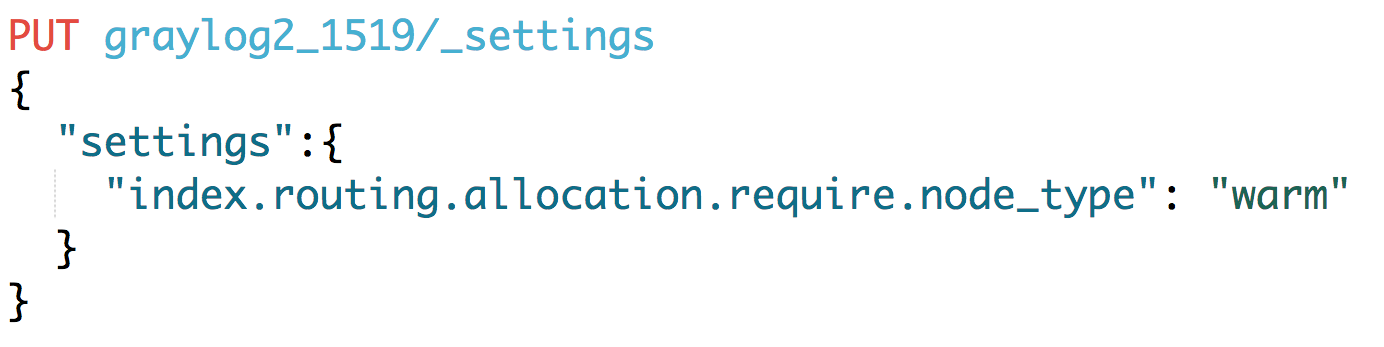 PUT graylog2_1519/_settings
{
  "settings":{
    "index.routing.allocation.require.node_type": "warm"
  }
}